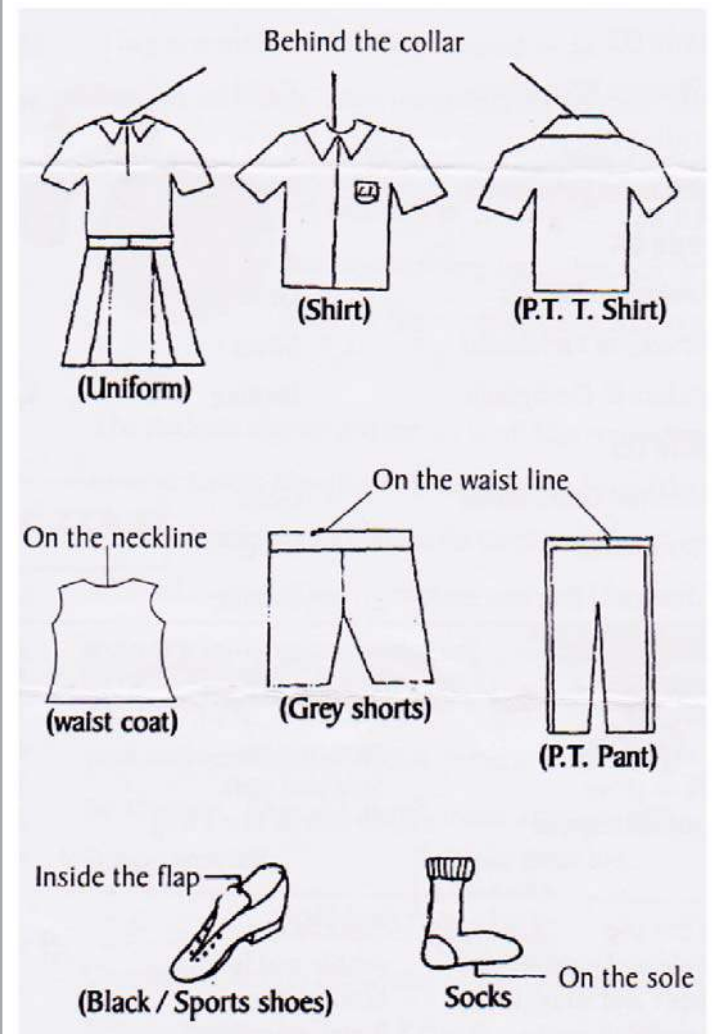 Behind the collar
(Shirt)
(P.T. T. Shirt)
(Uniform)
On the waist line
On the neckline
(waist coat)
(Grey shorts)
(P.T. Pant)
Inside the flap
On the sole
(Black / Sports shoes)
Socks